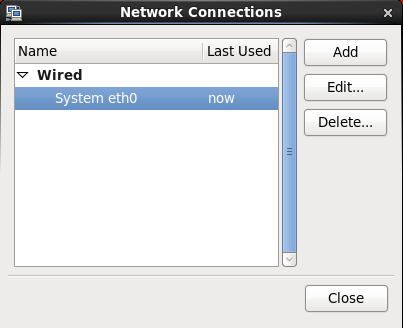 Network Connections
Name Last Used Add
Wired
Edit...
System eth0 now
Delete...
Close